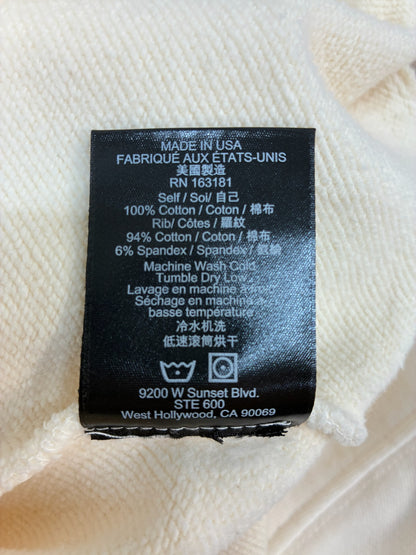 MADE IN USA
FABRIQUÉ AUX ÉTATS-UNIS
美國製造
RN 163181
Self / Soi/ 自己
100% Cotton / Coton / 棉布
Rib/ Côtes / 羅紋
94% Cotton / Coton / 棉布
6% Spandex / Spandex /
Machine Wash Cold
Tumble Dry Low
Lavage en machine à
Séchage en machine à
basse température
冷水机洗
低速滚筒烘干
9200 W Sunset Blvd.
STE 600
West Hollywood, CA 90069